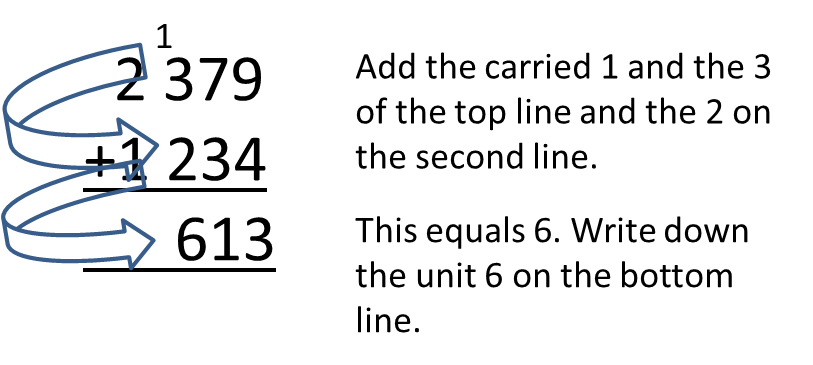 1
2 379
+1 234
613
Add the carried 1 and the 3
of the top line and the 2 on
the second line.
This equals 6. Write down
the unit 6 on the bottom
line.